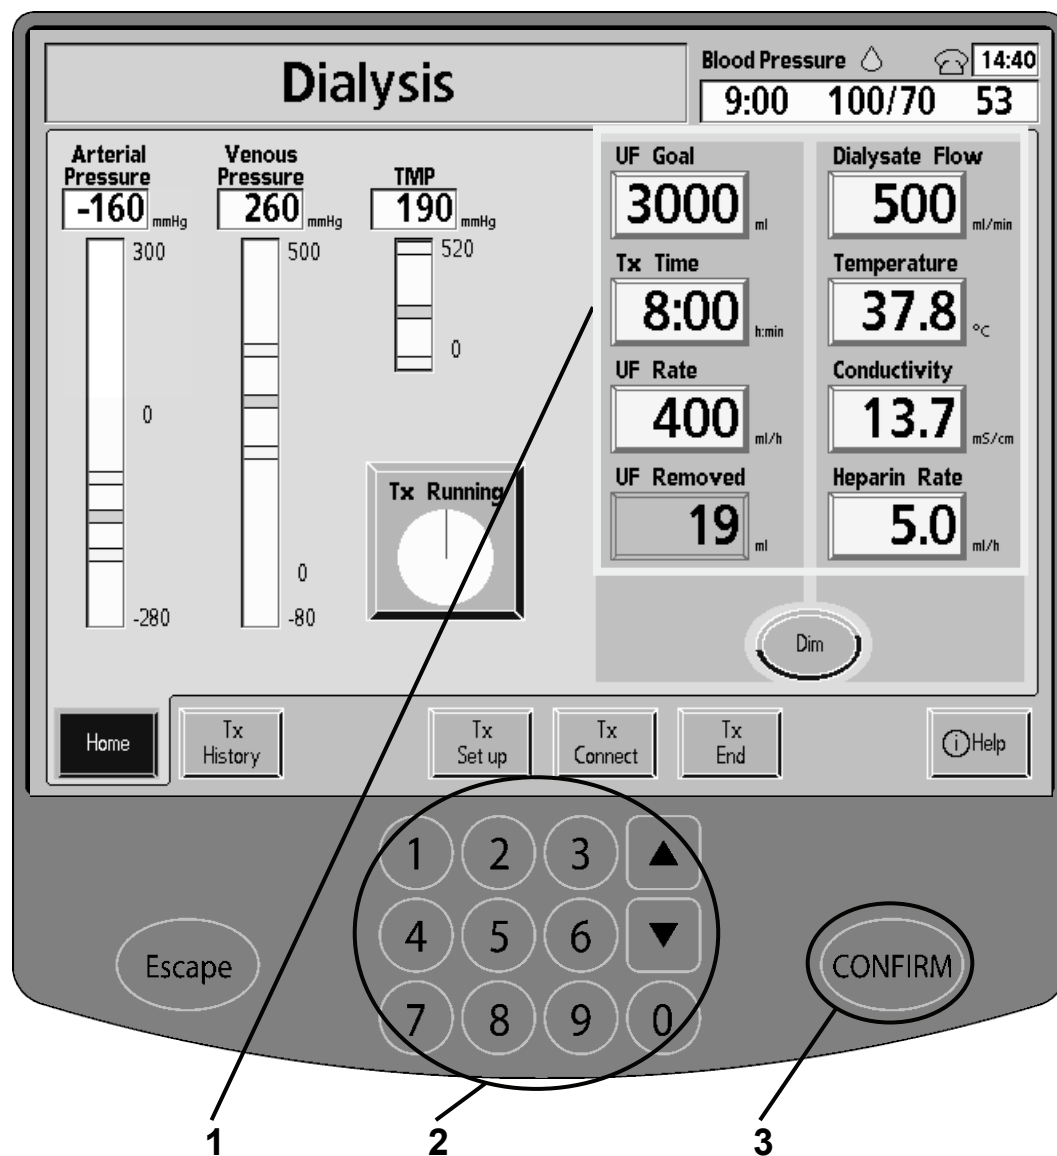 Dialysis
Blood Pressure
14:40
9:00 100/70 53
Arterial
Pressure
-160 mmHg
300
0
-280
Venous
Pressure
260 mmHg
500
0
-80
TMP
190 mmHg
520
0
Tx Running
UF Goal
3000 ml
Tx Time
8:00 h:min
UF Rate
400 ml/h
UF Removed
19 ml
Dialysate Flow
500 ml/min
Temperature
37.8 °C
Conductivity
13.7 mS/cm
Heparin Rate
5.0 ml/h
Dim
Home
Tx
History
Tx
Set up
Tx
Connect
Tx
End
i Help
1 2 3 ▲
4 5 6 ▼
7 8 9 0
Escape
CONFIRM
1 2 3